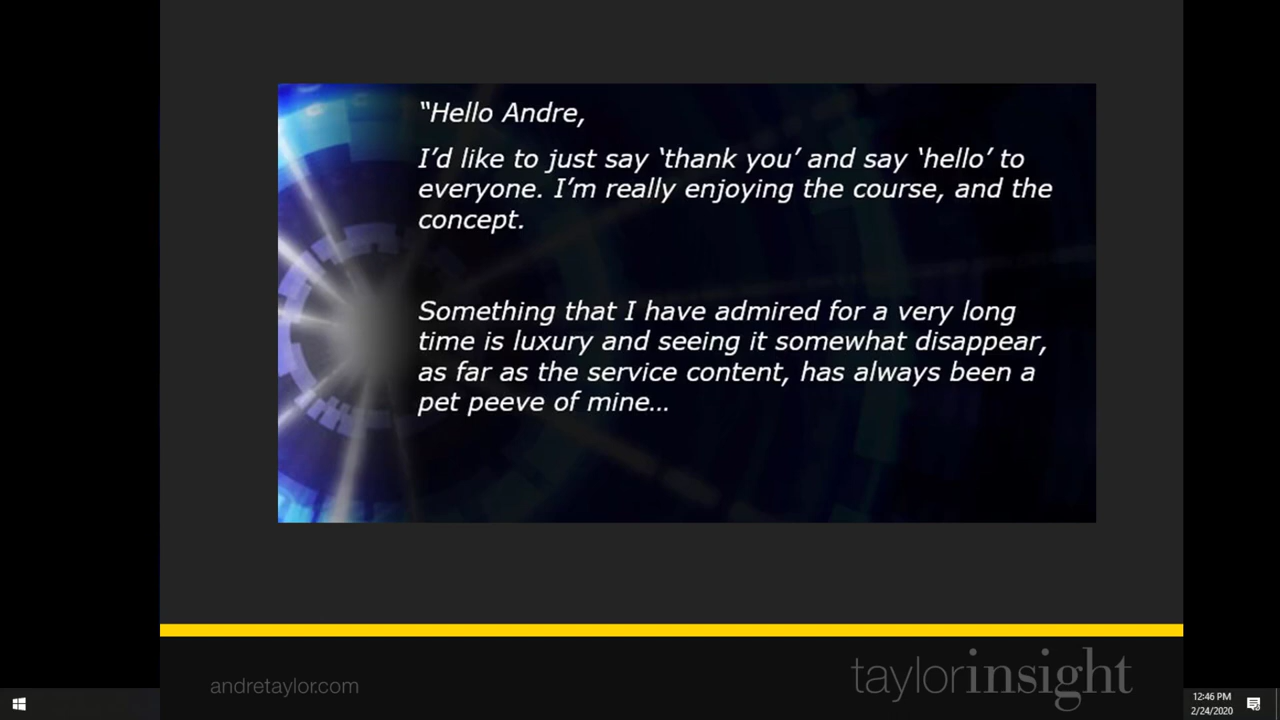 “Hello Andre,
I’d like to just say ‘thank you’ and say ‘hello’ to
everyone. I’m really enjoying the course, and the
concept.
Something that I have admired for a very long
time is luxury and seeing it somewhat disappear,
as far as the service content, has always been a
pet peeve of mine…
andretaylor.com
taylorinsight
12:46 PM
2/24/2020